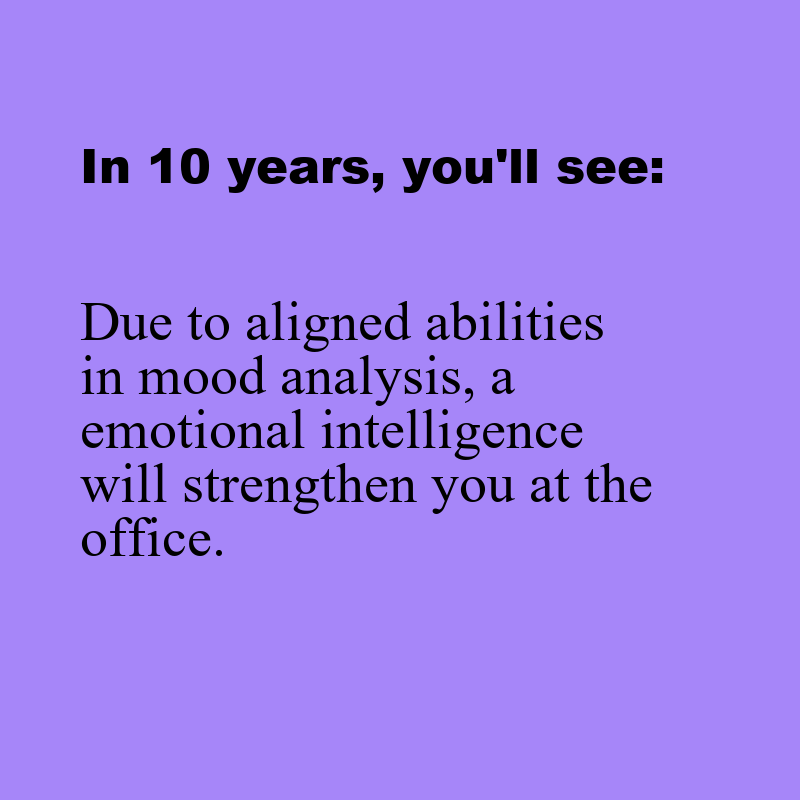 In 10 years, you'll see:
Due to aligned abilities
in mood analysis, a
emotional intelligence
will strengthen you at the
office.